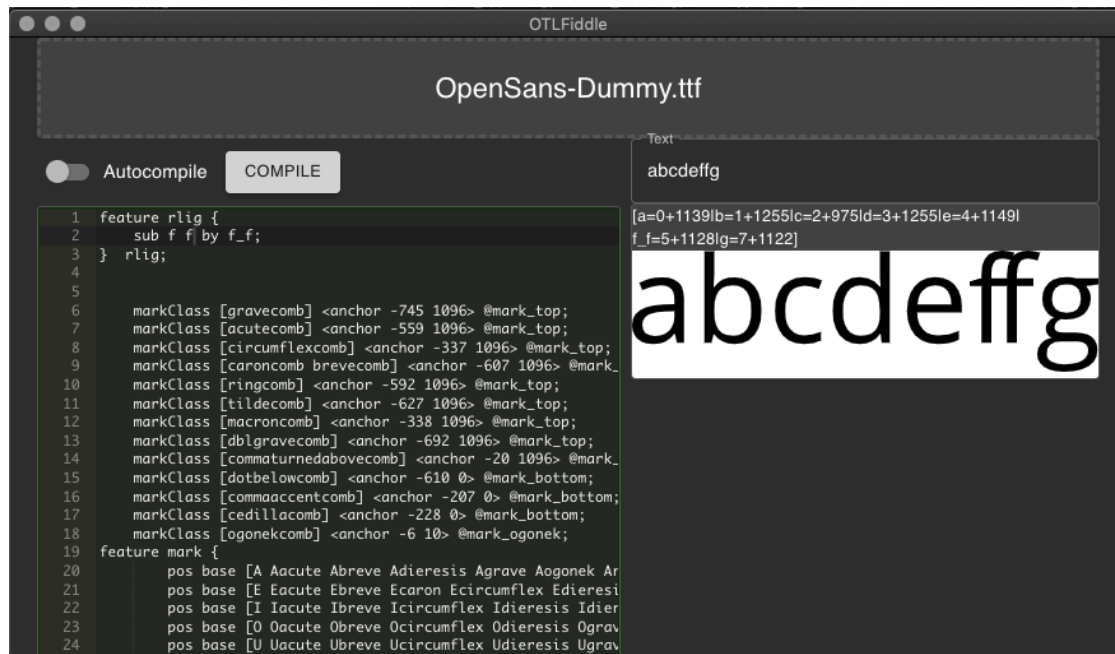 OTLFiddle
OpenSans-Dummy.ttf
Autocompile
COMPILE
Text
abcdeffg
1 feature rlig {
2 sub f f by f_f;
3 } rlig;
4
5
6 markClass [gravecomb] <anchor -745 1096> @mark_top;
7 markClass [acutecomb] <anchor -559 1096> @mark_top;
8 markClass [circumflexcomb] <anchor -337 1096> @mark_top;
9 markClass [caroncomb brevecomb] <anchor -607 1096> @mark_
10 markClass [ringcomb] <anchor -592 1096> @mark_top;
11 markClass [tildecomb] <anchor -627 1096> @mark_top;
12 markClass [macroncomb] <anchor -338 1096> @mark_top;
13 markClass [dblgravecomb] <anchor -692 1096> @mark_top;
14 markClass [commaturnedabovecomb] <anchor -20 1096> @mark_
15 markClass [dotbelowcomb] <anchor -610 0> @mark_bottom;
16 markClass [commaaccentcomb] <anchor -207 0> @mark_bottom;
17 markClass [cedillacomb] <anchor -228 0> @mark_bottom;
18 markClass [ogonekcomb] <anchor -6 10> @mark_ogonek;
19 feature mark {
20 pos base [A Aacute Abreve Adieresis Agrave Aogonek Ar
21 pos base [E Eacute Ebreve Ecaron Ecircumflex Edieresi
22 pos base [I Iacute Ibreve Icircumflex Idieresis Idier
23 pos base [O Oacute Obreve Ocircumflex Odieresis Ograv
24 pos base [U Uacute Ubreve Ucircumflex Udieresis Ugrav
[a=0+1139|b=1+1255|c=2+975|d=3+1255|e=4+1149|
f_f=5+1128|g=7+1122]
abcdeffg